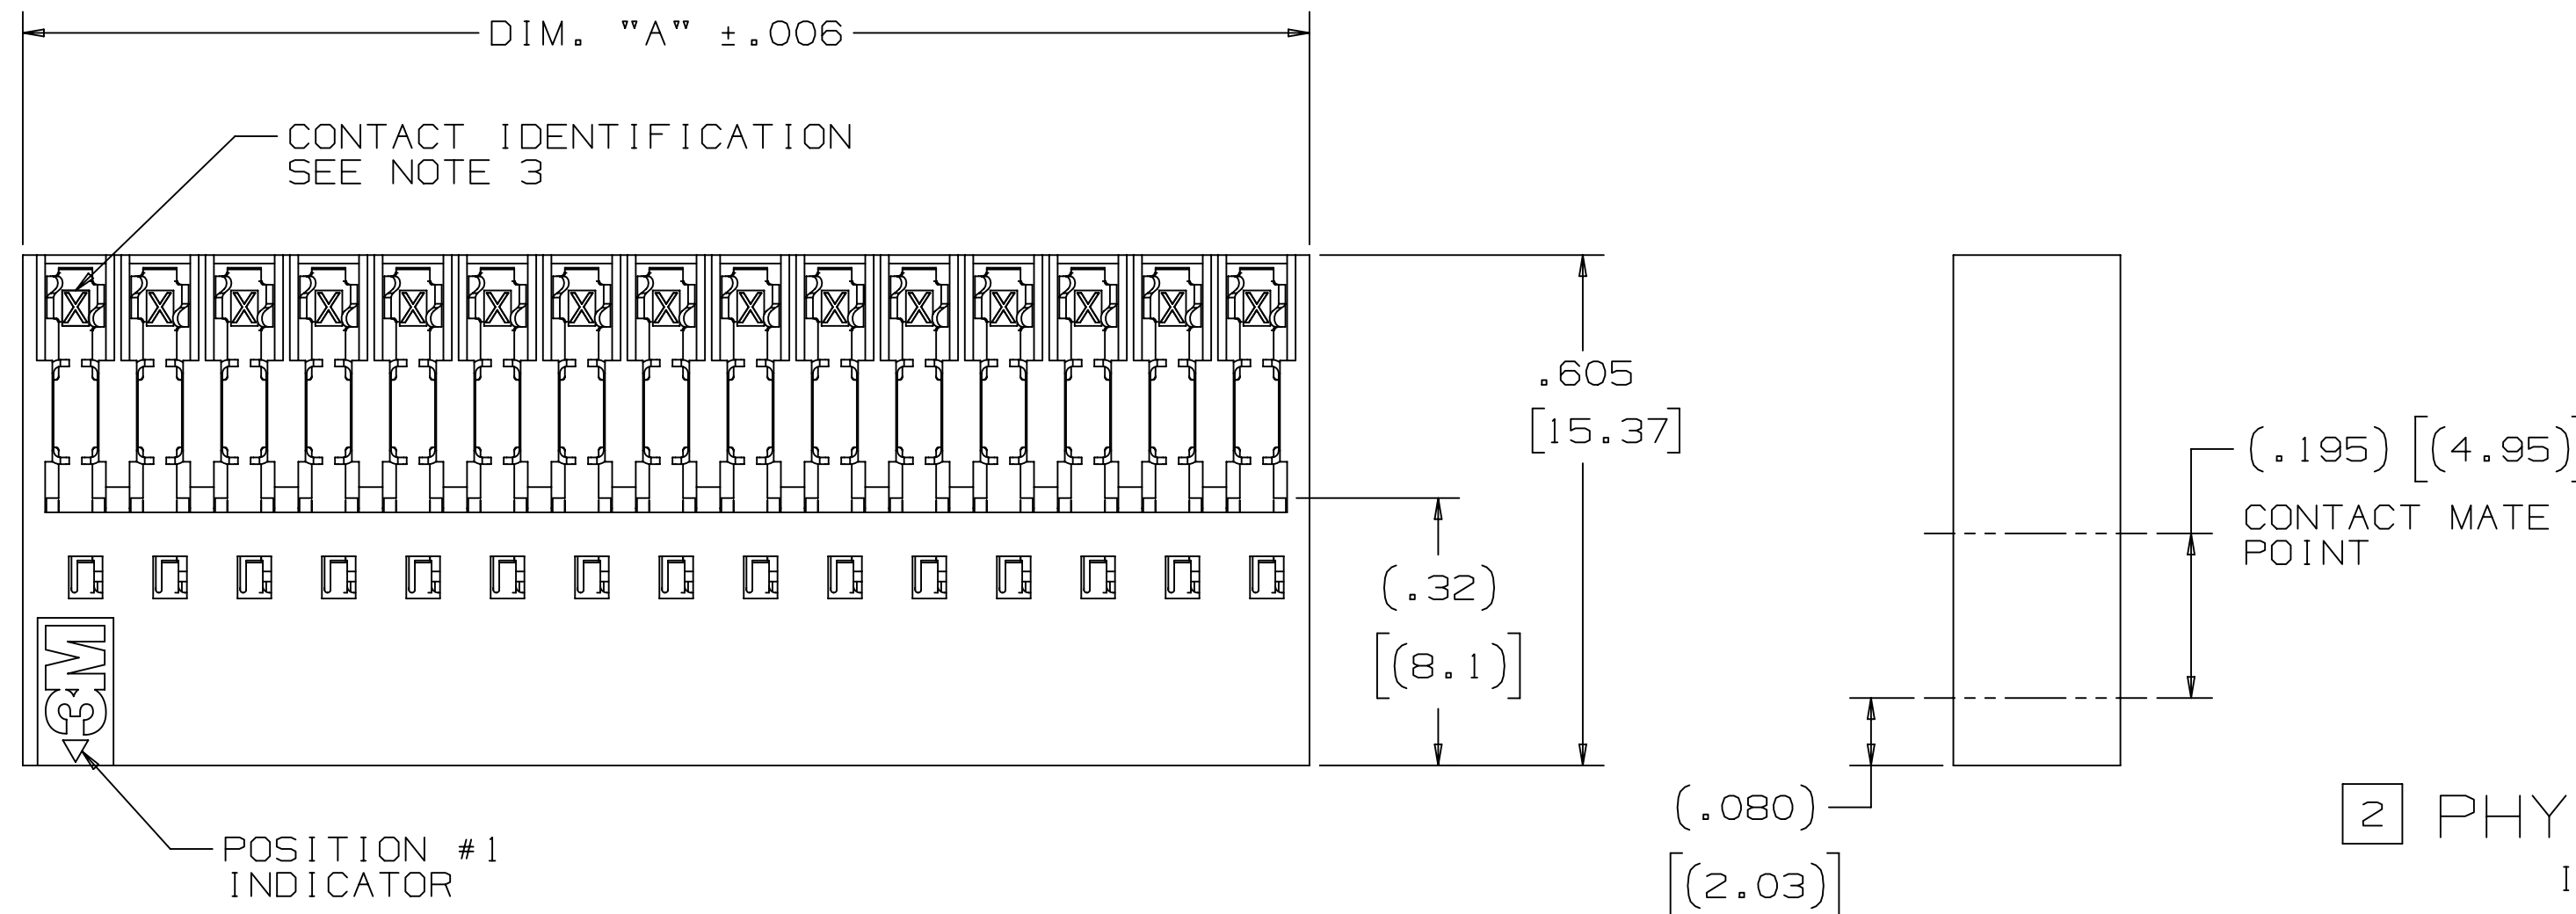 DIM. "A" ±.006
CONTACT IDENTIFICATION
SEE NOTE 3
X X X X X X X X X X X X X X X
.605
[15.37]
(.195) [(4.95)]
CONTACT MATE
POINT
(.32)
[(8.1)]
3M
(.080)
[(2.03)]
2 PHY
POSITION #1
INDICATOR
I